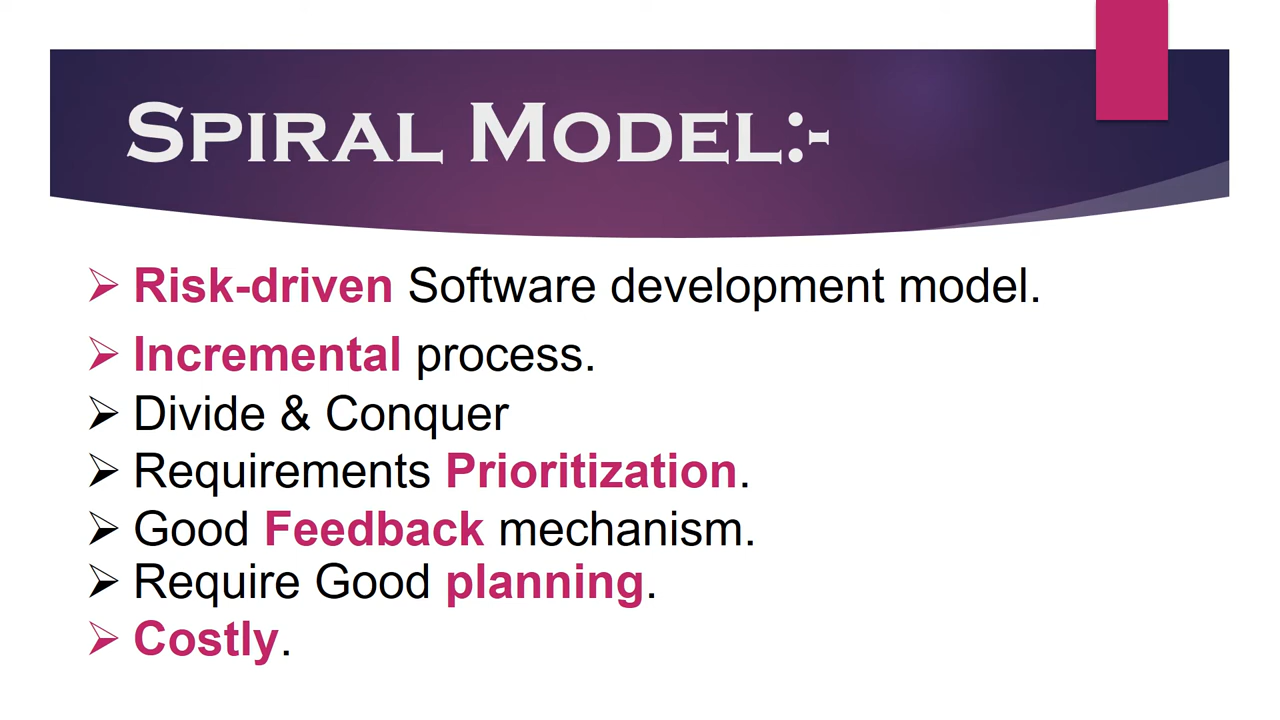 Spiral Model:-
➢ Risk-driven Software development model.
➢ Incremental process.
➢ Divide & Conquer
➢ Requirements Prioritization.
➢ Good Feedback mechanism.
➢ Require Good planning.
➢ Costly.